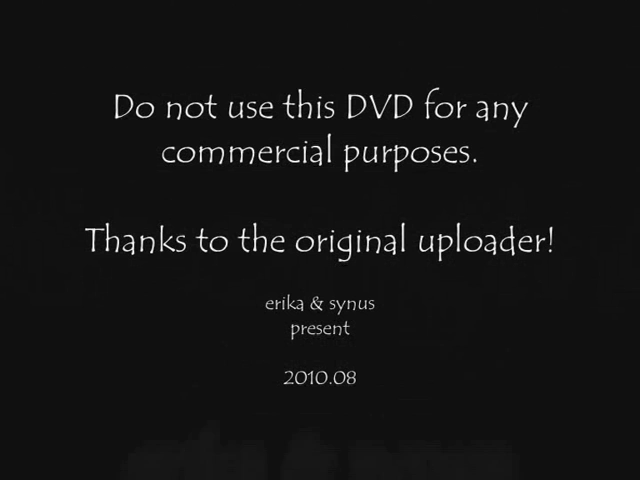 Do not use this DVD for any
commercial purposes.
Thanks to the original uploader!
erika & synus
present
2010.08